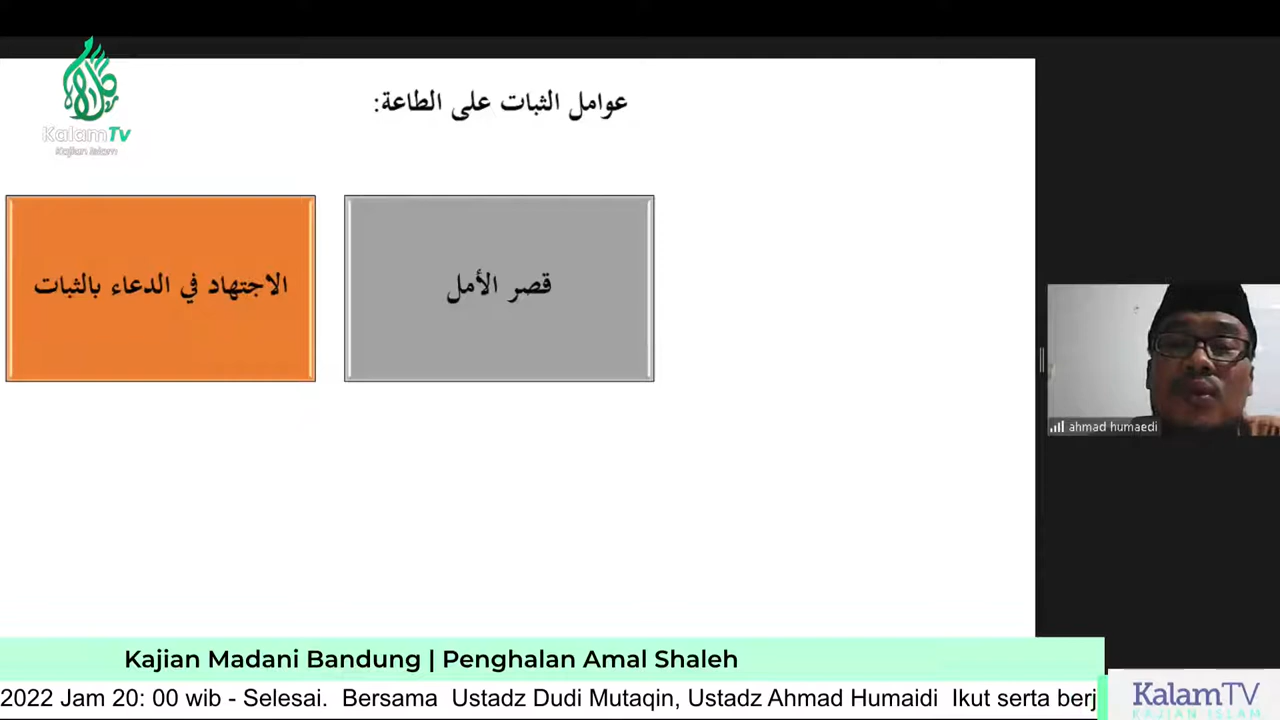 KalamTv
Kajian Islam
عوامل الثبات على الطاعة:
قصر الأمل
الاجتهاد في الدعاء بالثبات
ahmad humaedi
Kajian Madani Bandung | Penghalan Amal Shaleh
2022 Jam 20: 00 wib - Selesai. Bersama Ustadz Dudi Mutaqin, Ustadz Ahmad Humaidi Ikut serta berj
KalamTV
KAJIAN ISLAM